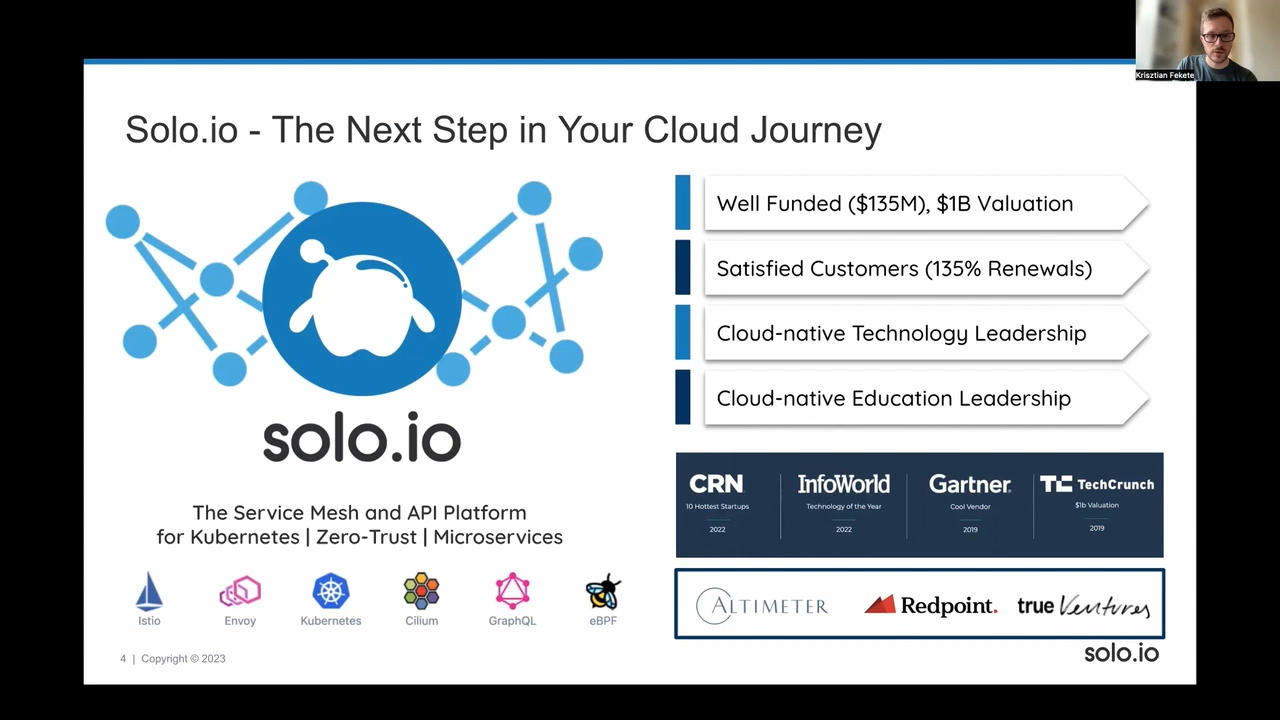 Krisztian Fekete
Solo.io - The Next Step in Your Cloud Journey
solo.io
The Service Mesh and API Platform
for Kubernetes | Zero-Trust | Microservices
Istio
Envoy
Kubernetes
Cilium
GraphQL
eBPF
Well Funded ($135M), $1B Valuation
Satisfied Customers (135% Renewals)
Cloud-native Technology Leadership
Cloud-native Education Leadership
CRN
10 Hottest Startups
2022
InfoWorld
Technology of the Year
2022
Gartner
Cool Vendor
2019
TC TechCrunch
$1b Valuation
2019
ALTIMETER
Redpoint.
true Ventures
4 | Copyright © 2023
solo.io